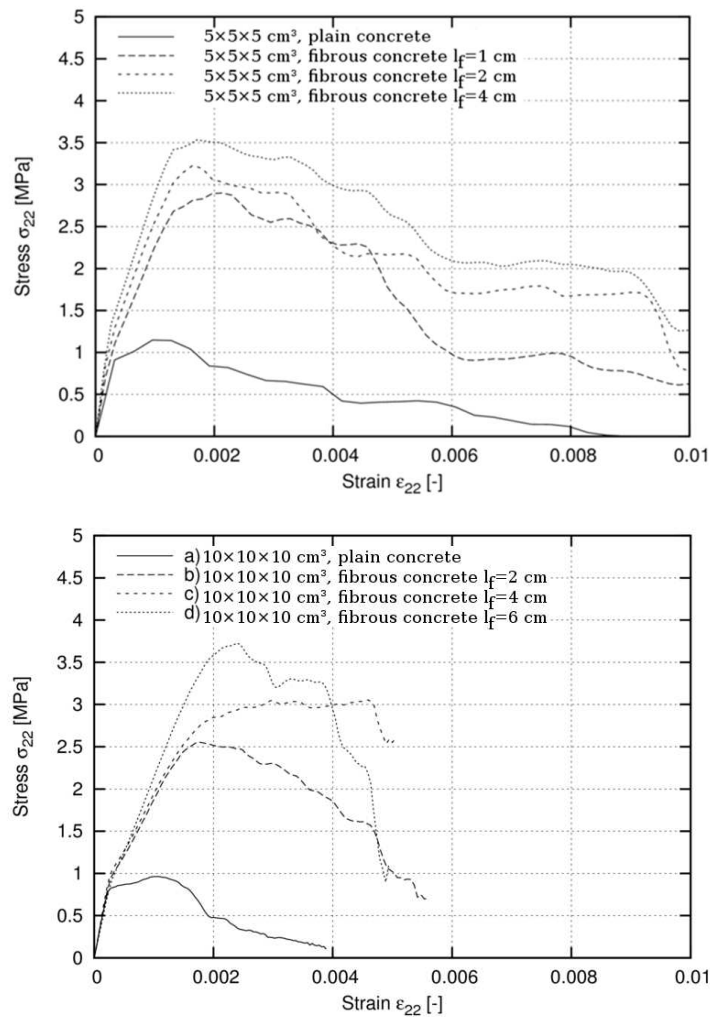 5
4.5
4
3.5
3
2.5
2
1.5
1
0.5
0
Stress σ22 [MPa]
5×5×5 cm³, plain concrete
5×5×5 cm³, fibrous concrete lf=1 cm
5×5×5 cm³, fibrous concrete lf=2 cm
5×5×5 cm³, fibrous concrete lf=4 cm
0 0.002 0.004 0.006 0.008 0.01
Strain ε22 [-]
5
4.5
4
3.5
3
2.5
2
1.5
1
0.5
0
Stress σ22 [MPa]
a) 10×10×10 cm³, plain concrete
b) 10×10×10 cm³, fibrous concrete lf=2 cm
c) 10×10×10 cm³, fibrous concrete lf=4 cm
d) 10×10×10 cm³, fibrous concrete lf=6 cm
0 0.002 0.004 0.006 0.008 0.01
Strain ε22 [-]